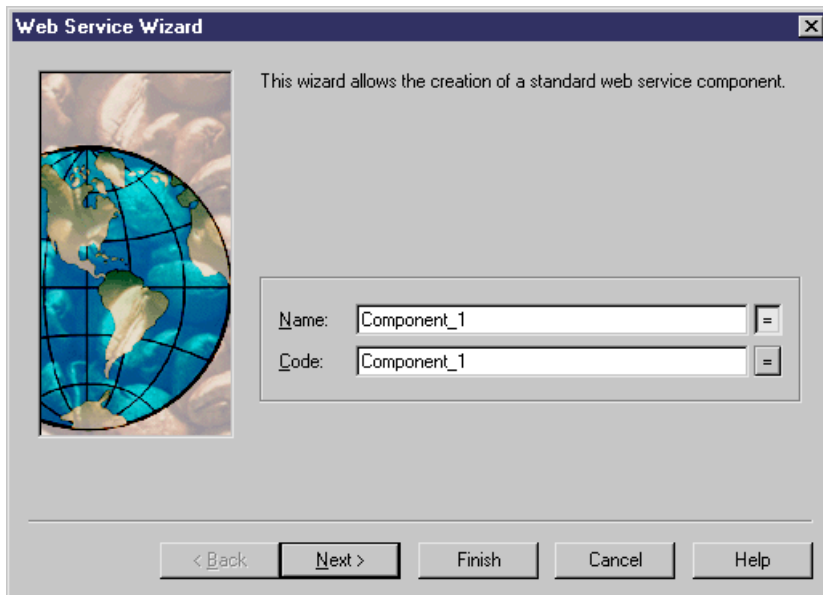 Web Service Wizard
This wizard allows the creation of a standard web service component.
Name: Component_1 =
Code: Component_1 =
< Back Next > Finish Cancel Help